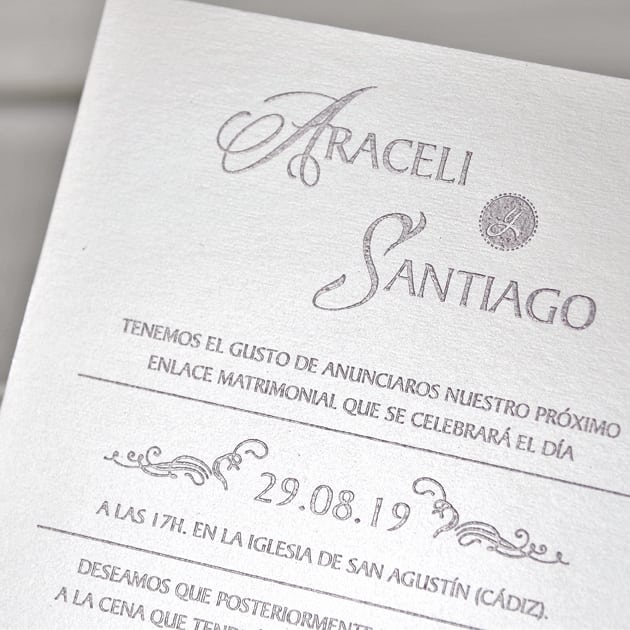 ARACELI
y
SANTIAGO
TENEMOS EL GUSTO DE ANUNCIAROS NUESTRO PRÓXIMO
ENLACE MATRIMONIAL QUE SE CELEBRARÁ EL DÍA
29.08.19
A LAS 17H. EN LA IGLESIA DE SAN AGUSTÍN (CÁDIZ).
DESEAMOS QUE POSTERIORMENTE
A LA CENA QUE